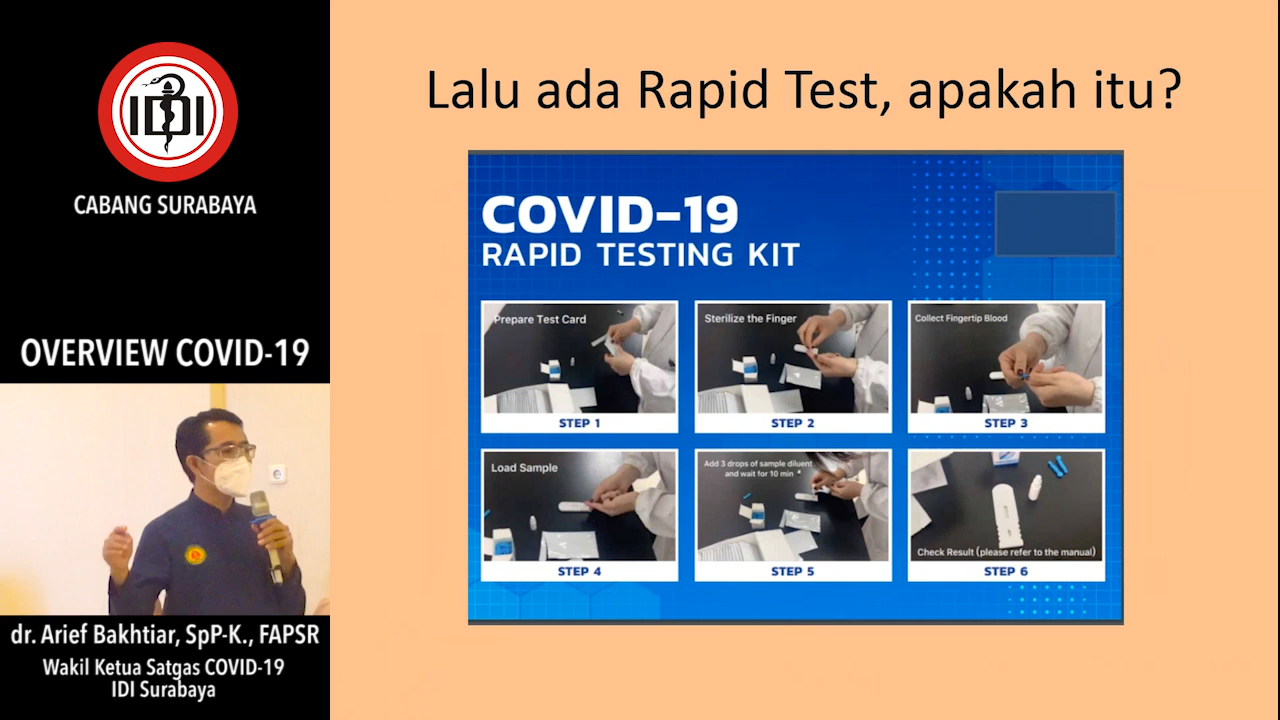 IDI
CABANG SURABAYA
OVERVIEW COVID-19
dr. Arief Bakhtiar, SpP-K., FAPSR
Wakil Ketua Satgas COVID-19
IDI Surabaya
Lalu ada Rapid Test, apakah itu?
COVID-19
RAPID TESTING KIT
Prepare Test Card
STEP 1
Sterilize the Finger
STEP 2
Collect Fingertip Blood
STEP 3
Load Sample
STEP 4
Add 3 drops of sample diluent
and wait for 10 min
STEP 5
Check Result (please refer to the manual)
STEP 6